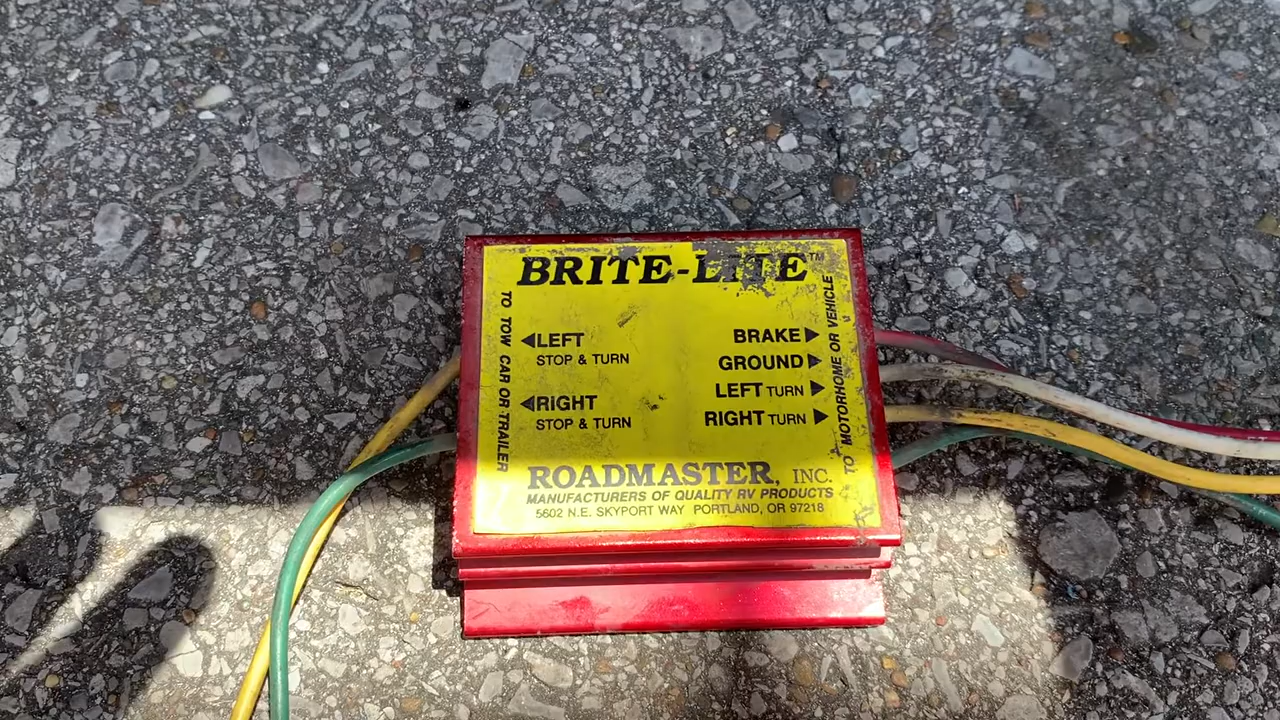 BRITE-LITE™
TO TOW CAR OR TRAILER
◀LEFT
STOP & TURN
◀RIGHT
STOP & TURN
BRAKE▶
GROUND▶
LEFT TURN ▶
RIGHT TURN ▶
TO MOTORHOME OR VEHICLE
ROADMASTER, INC.
MANUFACTURERS OF QUALITY RV PRODUCTS
5602 N.E. SKYPORT WAY PORTLAND, OR 97218